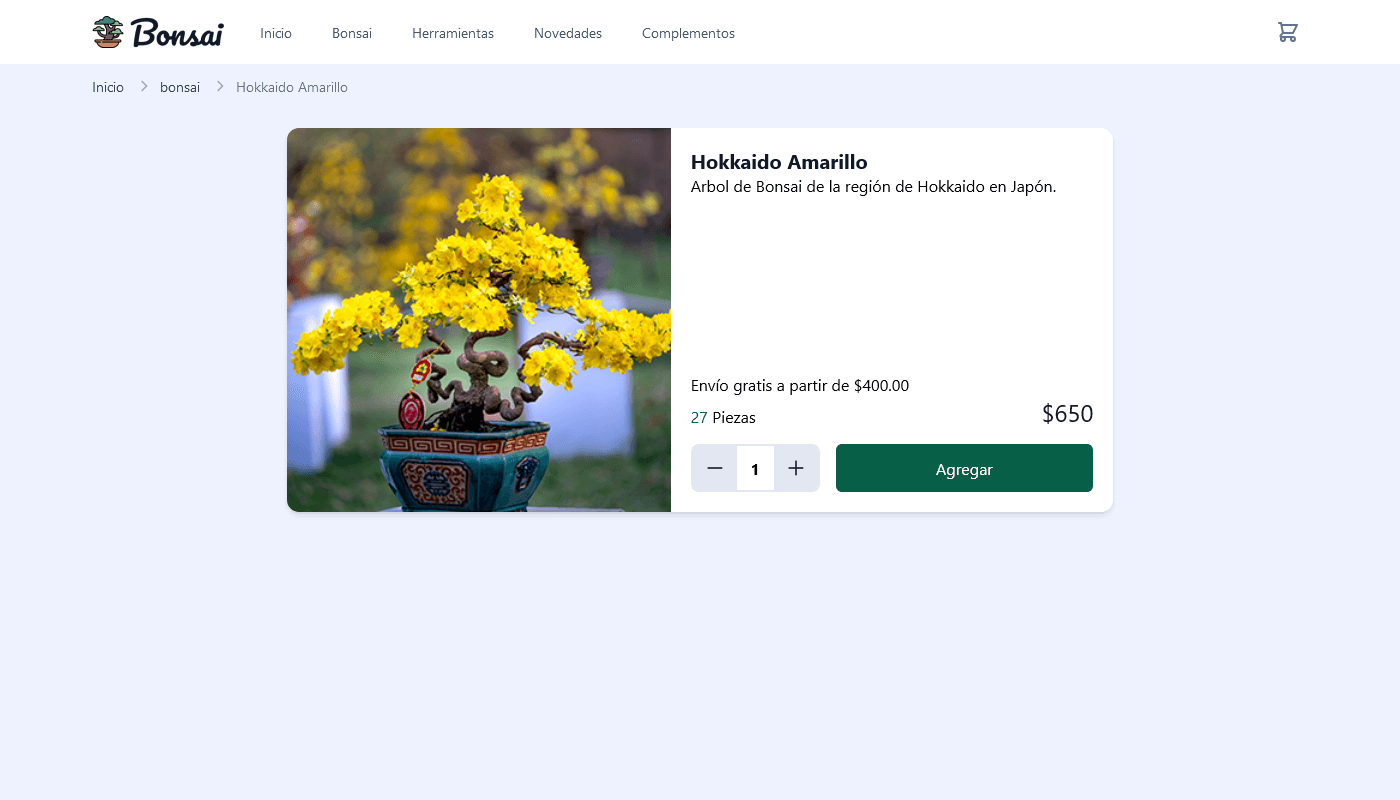 Bonsai
Inicio
Bonsai
Herramientas
Novedades
Complementos
Inicio
bonsai
Hokkaido Amarillo
Hokkaido Amarillo
Arbol de Bonsai de la región de Hokkaido en Japón.
Envío gratis a partir de $400.00
27 Piezas
$650
1
Agregar